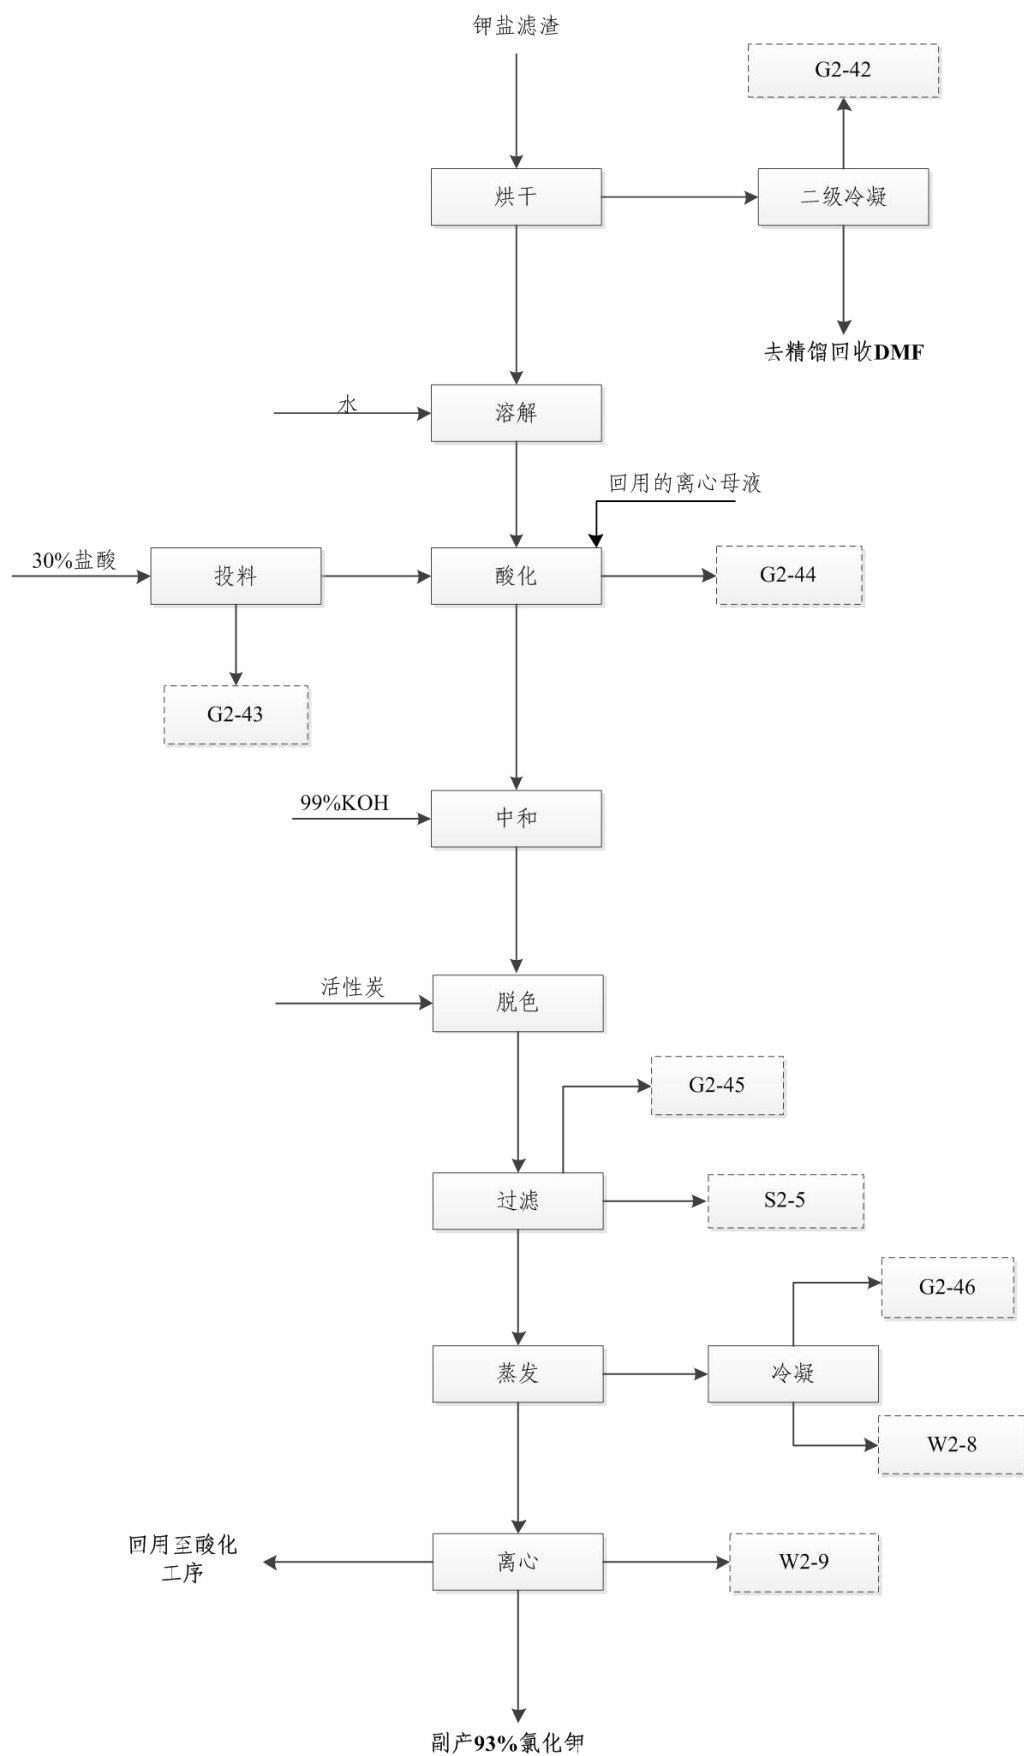 钾盐滤渣
G2-42
烘干
二级冷凝
去精馏回收DMF
水
溶解
回用的离心母液
30%盐酸
投料
酸化
G2-44
G2-43
99%KOH
中和
活性炭
脱色
G2-45
过滤
S2-5
G2-46
蒸发
冷凝
W2-8
回用至酸化
工序
离心
W2-9
副产93%氯化钾